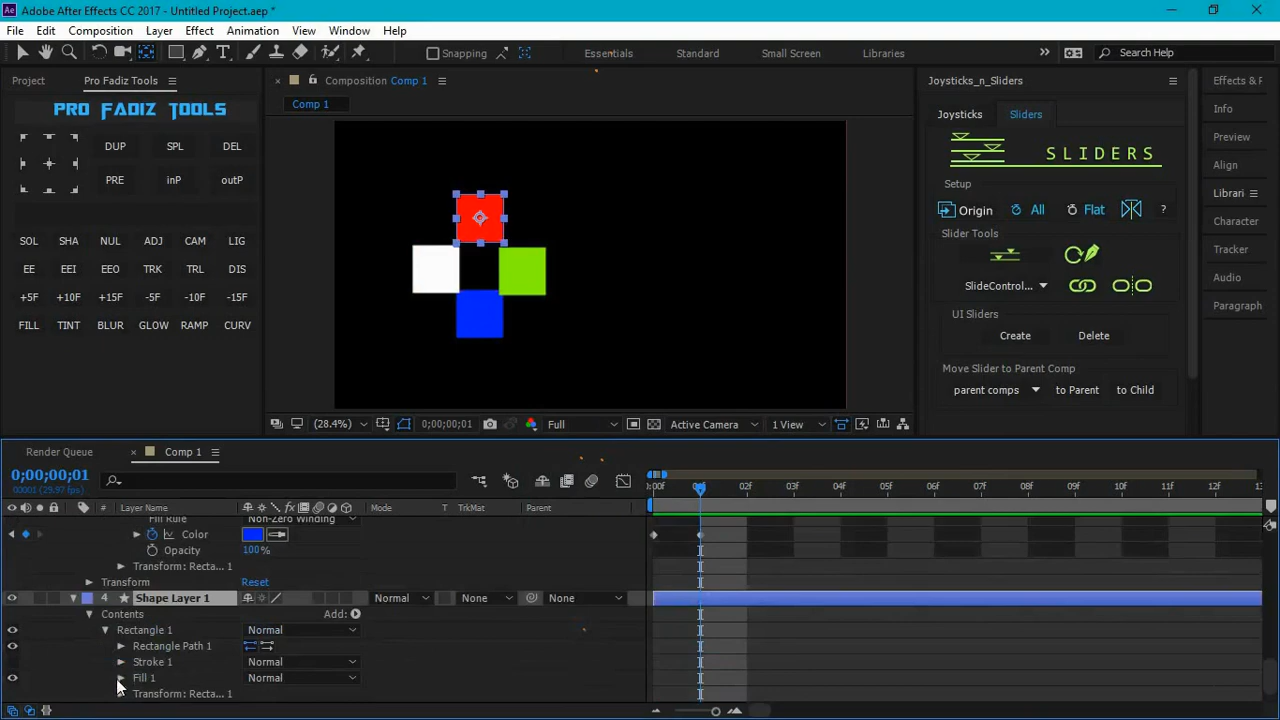 Ae Adobe After Effects CC 2017 - Untitled Project.aep *
File Edit Composition Layer Effect Animation View Window Help
Snapping Essentials Standard Small Screen Libraries Search Help
Project Pro Fadiz Tools Composition Comp 1 Joysticks_n_Sliders Effects & F
PRO FADIZ TOOLS Comp 1 Joysticks Sliders Info
DUP SPL DEL Preview
SLIDERS
PRE inP outP Setup Align
Origin All Flat ? Librari
SOL SHA NUL ADJ CAM LIG Slider Tools Character
EE EEI EEO TRK TRL DIS Tracker
+5F +10F +15F -5F -10F -15F SlideControl... Audio
FILL TINT BLUR GLOW RAMP CURV UI Sliders Paragraph
Create Delete
Move Slider to Parent Comp
parent comps to Parent to Child
(28.4%) 0;00;00;01 Full Active Camera 1 View
Render Queue Comp 1
0;00;00;01
00001 (29.97 fps) 00f 02f 03f 04f 05f 06f 07f 08f 09f 10f 11f 12f 13
# Layer Name Mode T TrkMat Parent
Fill Rule Non-Zero Winding
Color
Opacity 100%
Transform: Recta... 1
Transform Reset
4 Shape Layer 1 Normal None None
Contents Add:
Rectangle 1 Normal
Rectangle Path 1
Stroke 1 Normal
Fill 1 Normal
Transform: Recta... 1